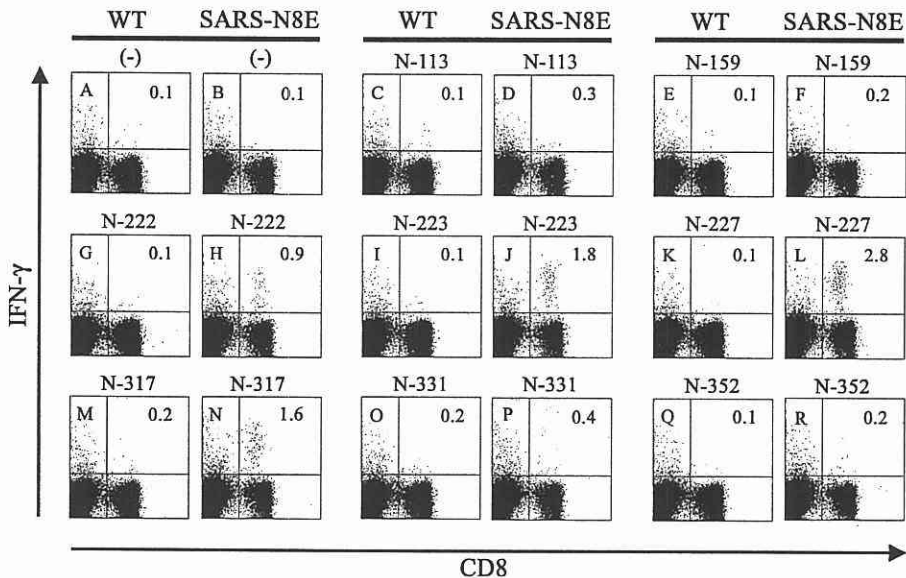 WT SARS-N8E WT SARS-N8E WT SARS-N8E
(-) (-) N-113 N-113 N-159 N-159
A 0.1 B 0.1 C 0.1 D 0.3 E 0.1 F 0.2
N-222 N-222 N-223 N-223 N-227 N-227
G 0.1 H 0.9 I 0.1 J 1.8 K 0.1 L 2.8
N-317 N-317 N-331 N-331 N-352 N-352
M 0.2 N 1.6 O 0.2 P 0.4 Q 0.1 R 0.2
IFN-γ
CD8